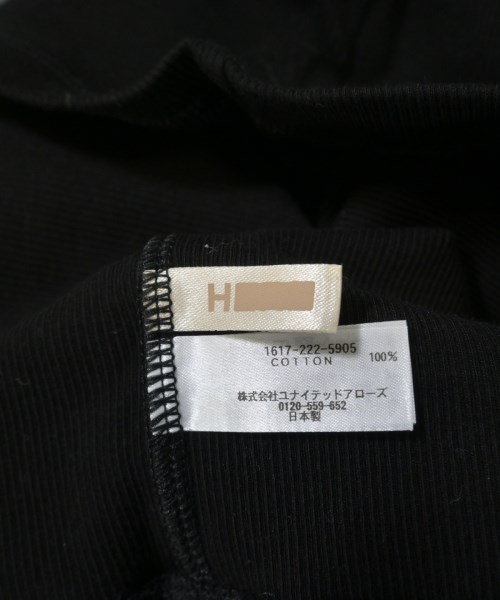 H
1617-222-5905
COTTON 100%
株式会社ユナイテッドアローズ
0120-559-652
日本製